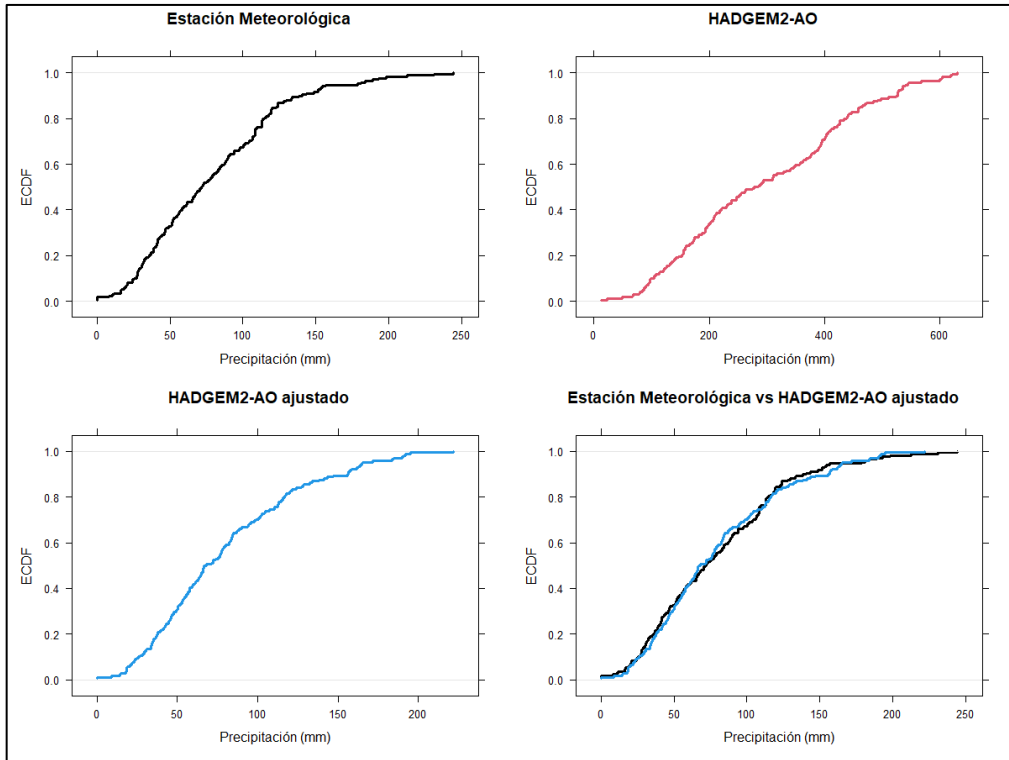 Estación Meteorológica
1.0
0.8
0.6
0.4
0.2
0.0
ECDF
0 50 100 150 200 250
Precipitación (mm)
HADGEM2-AO
1.0
0.8
0.6
0.4
0.2
0.0
ECDF
0 200 400 600
Precipitación (mm)
HADGEM2-AO ajustado
1.0
0.8
0.6
0.4
0.2
0.0
ECDF
0 50 100 150 200
Precipitación (mm)
Estación Meteorológica vs HADGEM2-AO ajustado
1.0
0.8
0.6
0.4
0.2
0.0
ECDF
0 50 100 150 200 250
Precipitación (mm)